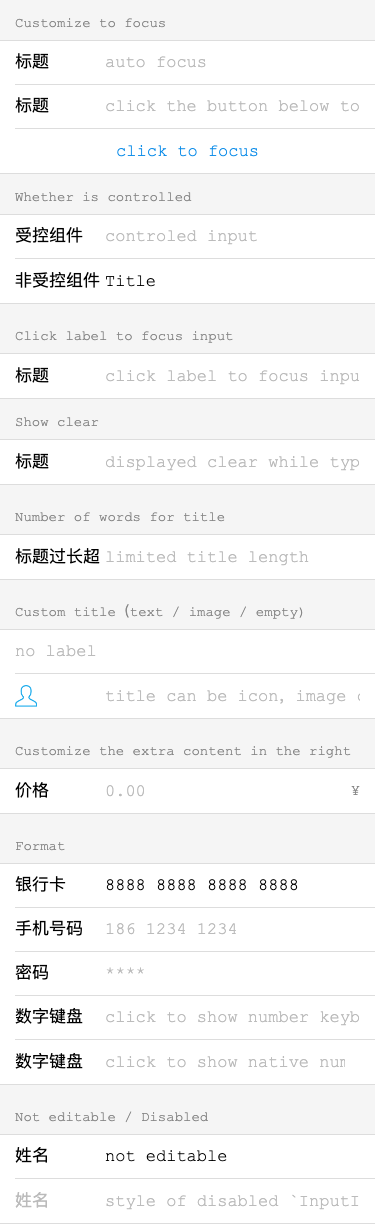 Customize to focus
标题 auto focus
标题 click the button below to
click to focus
Whether is controlled
受控组件 controled input
非受控组件 Title
Click label to focus input
标题 click label to focus inpu
Show clear
标题 displayed clear while typ
Number of words for title
标题过长超 limited title length
Custom title (text / image / empty)
no label
title can be icon, image
Customize the extra content in the right
价格 0.00 ¥
Format
银行卡 8888 8888 8888 8888
手机号码 186 1234 1234
密码 ****
数字键盘 click to show number keyb
数字键盘 click to show native num
Not editable / Disabled
姓名 not editable
姓名 style of disabled `InputI